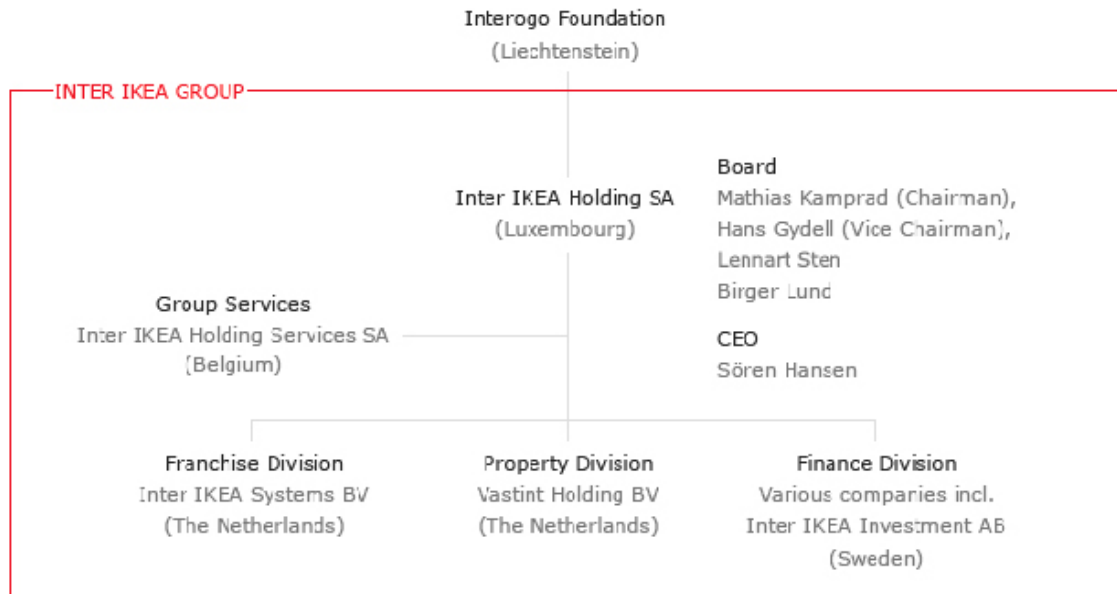 Interogo Foundation
(Liechtenstein)
INTER IKEA GROUP
Inter IKEA Holding SA
(Luxembourg)
Board
Mathias Kamprad (Chairman),
Hans Gydell (Vice Chairman),
Lennart Sten
Birger Lund
CEO
Sören Hansen
Group Services
Inter IKEA Holding Services SA
(Belgium)
Franchise Division
Inter IKEA Systems BV
(The Netherlands)
Property Division
Vastint Holding BV
(The Netherlands)
Finance Division
Various companies incl.
Inter IKEA Investment AB
(Sweden)